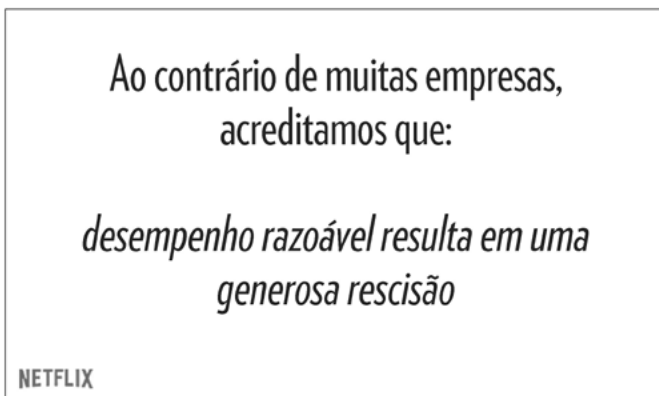 Ao contrário de muitas empresas,
acreditamos que:
desempenho razoável resulta em uma
generosa rescisão
NETFLIX